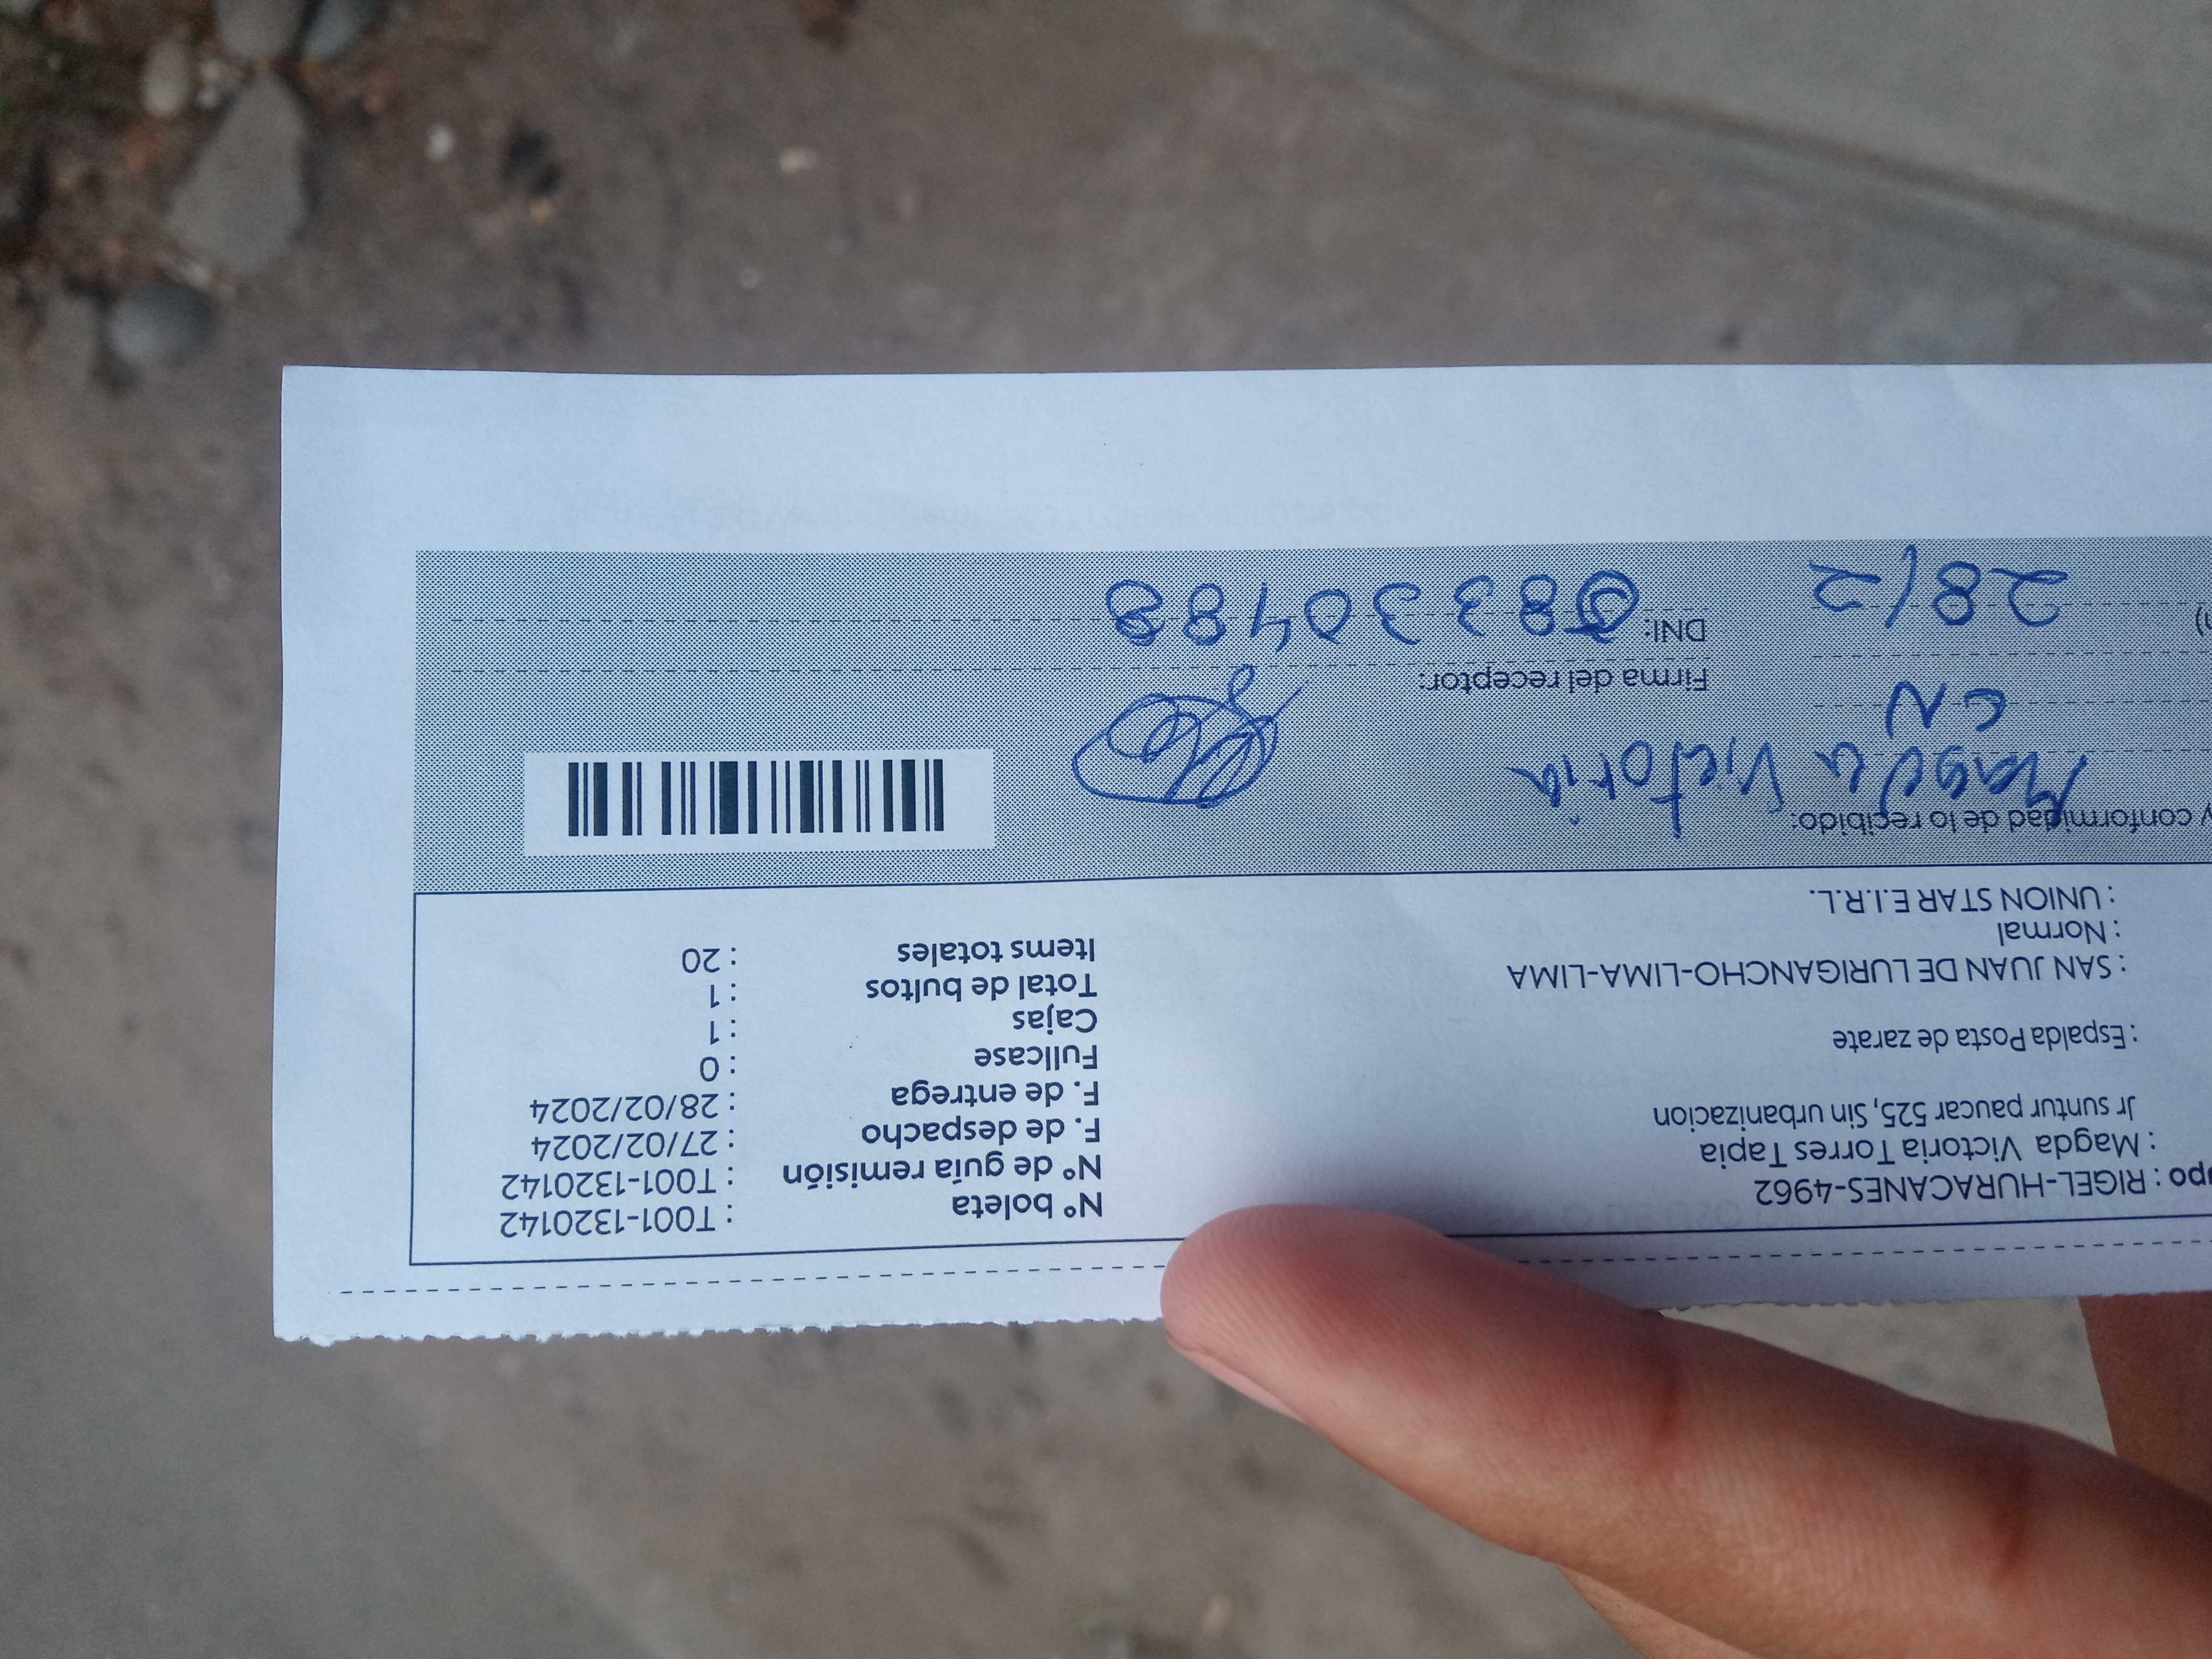 Nº boleta : T001-1320142
Nº de guía remisión : T001-1320142
F. de despacho : 27/02/2024
F. de entrega : 28/02/2024
Fullcase : 0
Cajas : 1
Total de bultos : 1
Items totales : 20
po : RIGEL-HURACANES-4962
: Magda Victoria Torres Tapia
Jr suntur paucar 525, Sin urbanizacion
: Espalda Posta de zarate
: SAN JUAN DE LURIGANCHO-LIMA-LIMA
: Normal
: UNION STAR E.I.R.L.
y conformidad de lo recibido:
Magda Victoria
CN
28/2
Firma del receptor:
DNI: 08330488